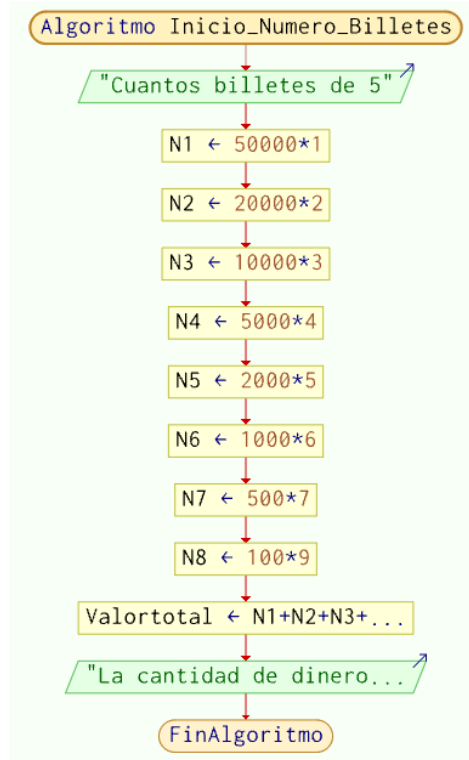 Algoritmo Inicio_Numero_Billetes
"Cuantos billetes de 5"
N1 ← 50000*1
N2 ← 20000*2
N3 ← 10000*3
N4 ← 5000*4
N5 ← 2000*5
N6 ← 1000*6
N7 ← 500*7
N8 ← 100*9
Valortotal ← N1+N2+N3+...
"La cantidad de dinero...
FinAlgoritmo